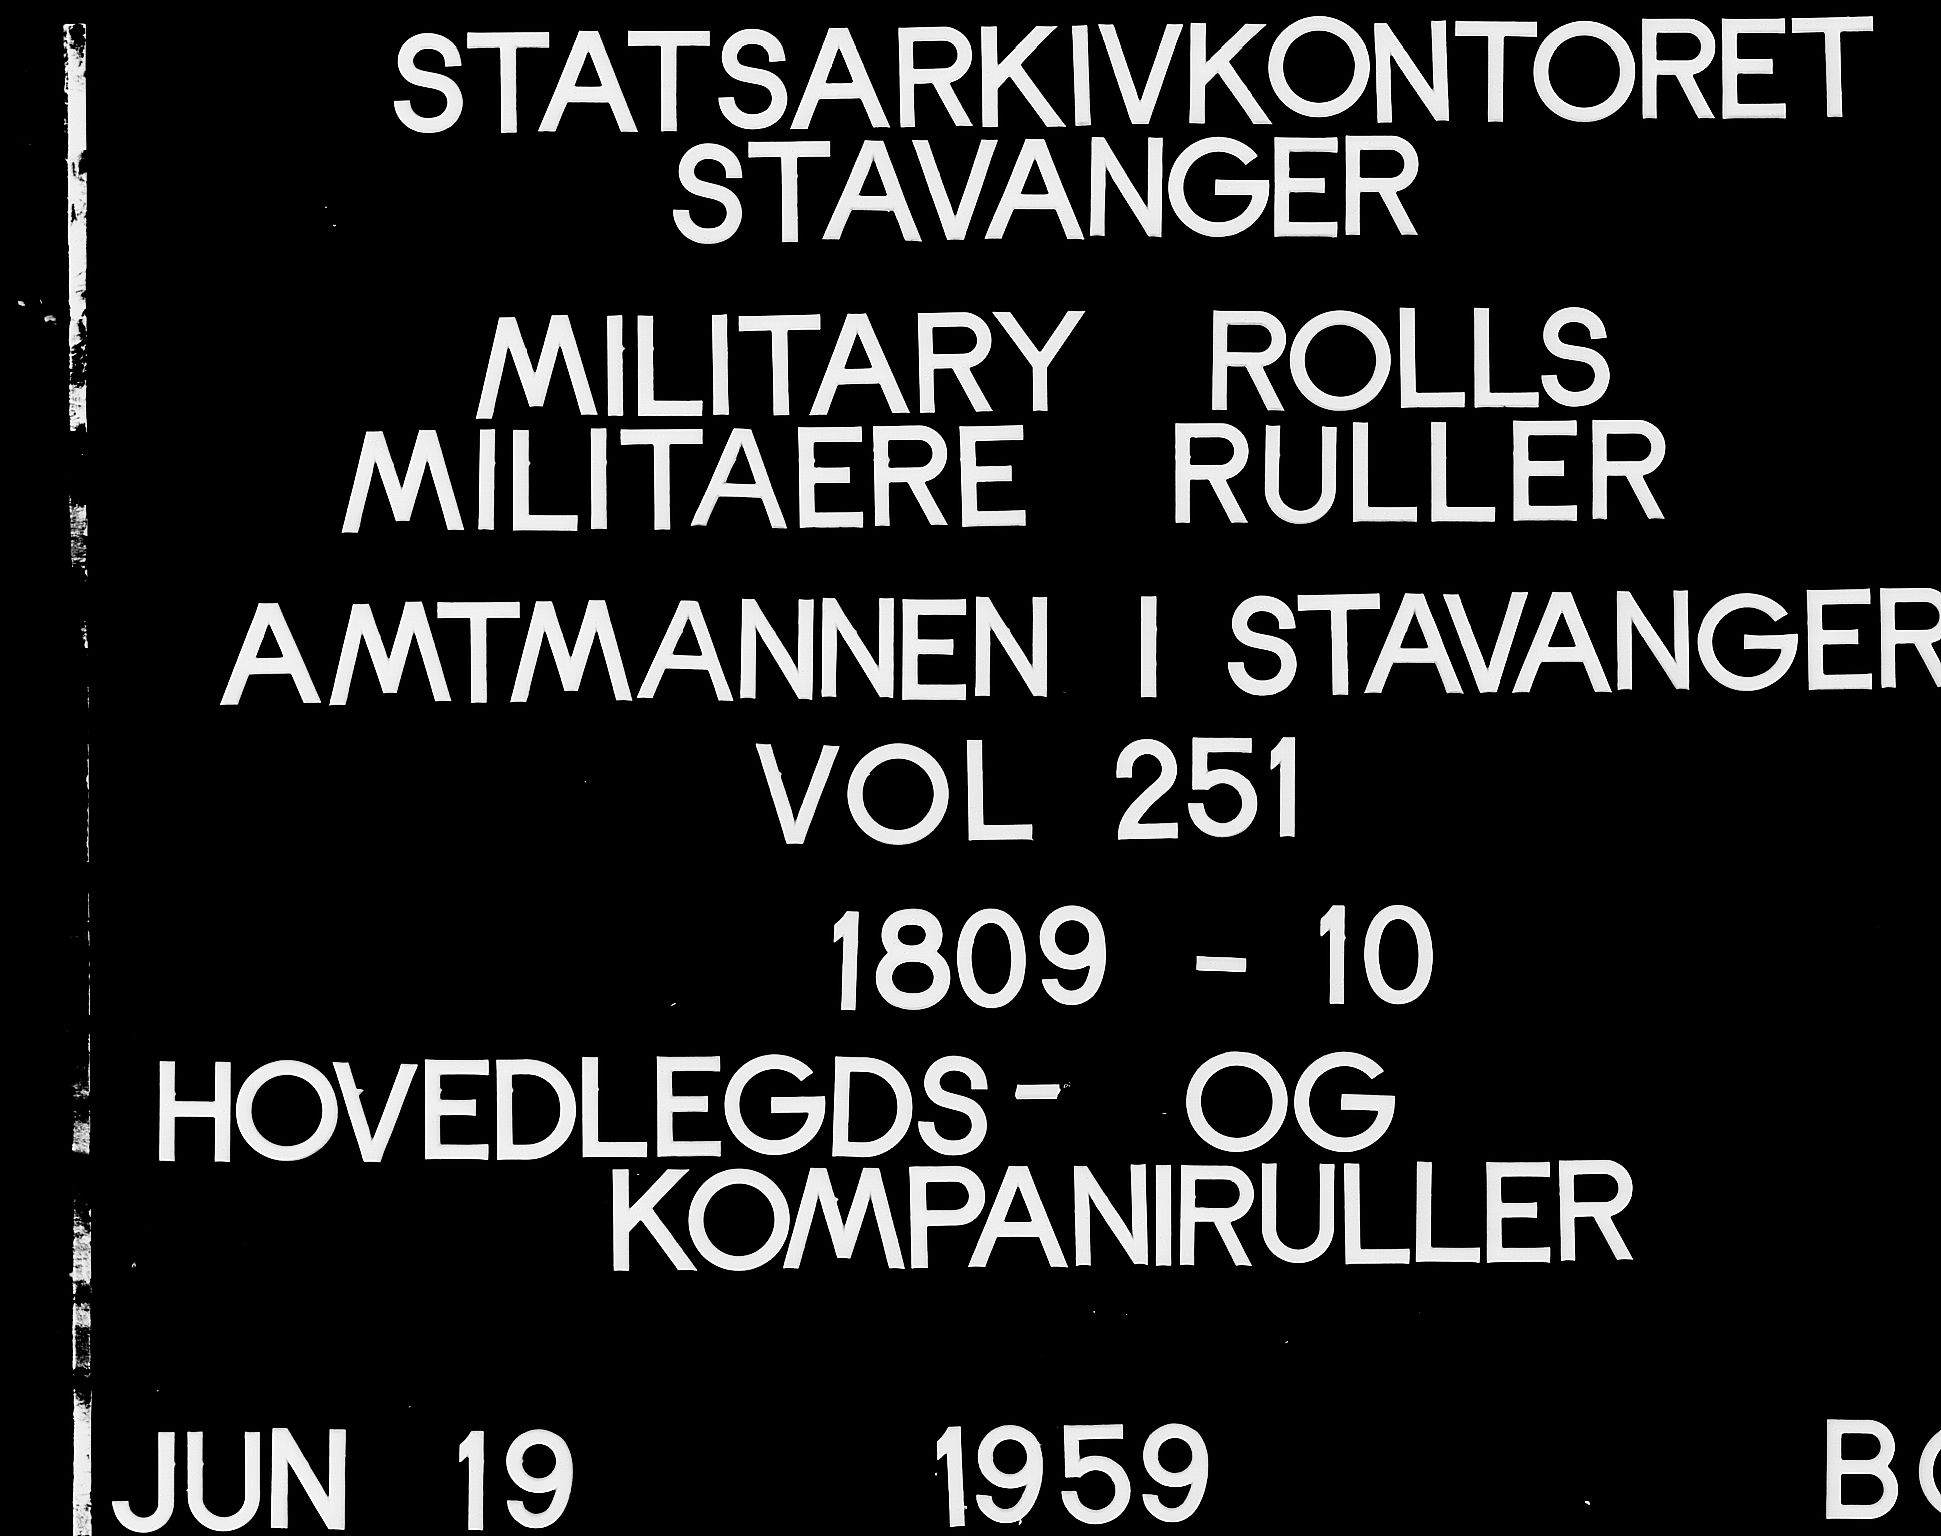 STATSARKIVKONTORET
STAVANGER
MILITARY ROLLS
MILITAERE RULLER
AMTMANNEN I STAVANGER
VOL 251
1809 - 10
HOVEDLEGDS- OG
KOMPANIRULLER
JUN 19 1959